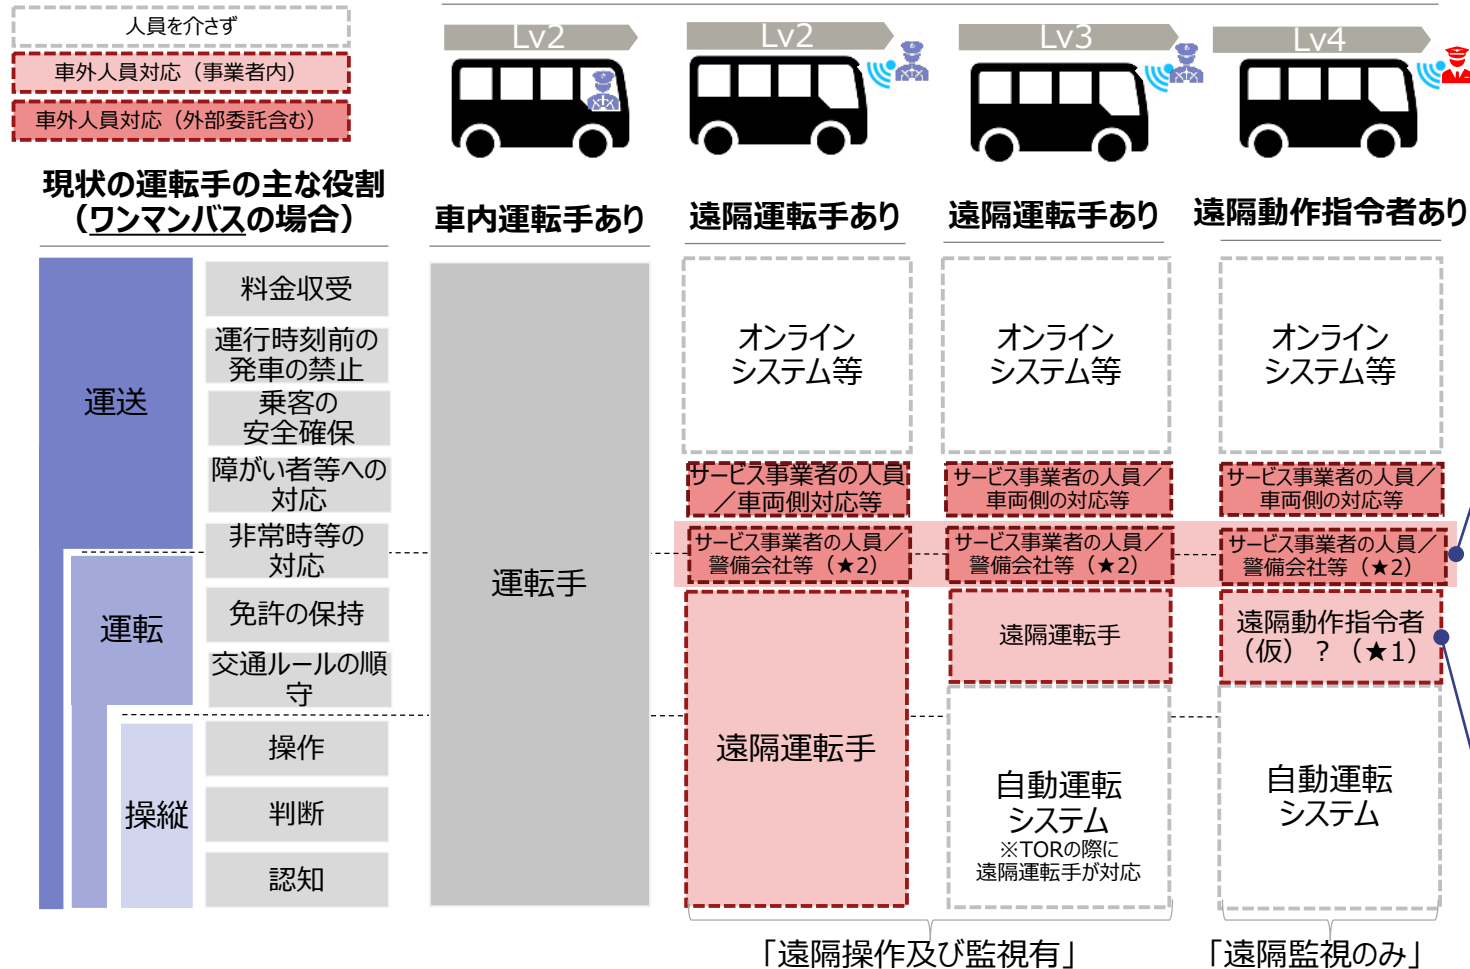 人員を介さず
車外人員対応（事業者内）
車外人員対応（外部委託含む）
Lv2
Lv2
Lv3
Lv4
現状の運転手の主な役割
（ワンマンバスの場合）
車内運転手あり
遠隔運転手あり
遠隔運転手あり
遠隔動作指令者あり
運送
運転
操縦
料金収受
運行時刻前の
発車の禁止
乗客の
安全確保
障がい者等への
対応
非常時等の
対応
免許の保持
交通ルールの順
守
操作
判断
認知
運転手
オンライン
システム等
サービス事業者の人員
／車両側対応等
サービス事業者の人員／
警備会社等（★2）
遠隔運転手
オンライン
システム等
サービス事業者の人員／
車両側の対応等
サービス事業者の人員／
警備会社等（★2）
遠隔運転手
自動運転
システム
※TORの際に
遠隔運転手が対応
オンライン
システム等
サービス事業者の人員／
車両側の対応等
サービス事業者の人員／
警備会社等（★2）
遠隔動作指令者
（仮）？（★1）
自動運転
システム
「遠隔操作及び監視有」
「遠隔監視のみ」